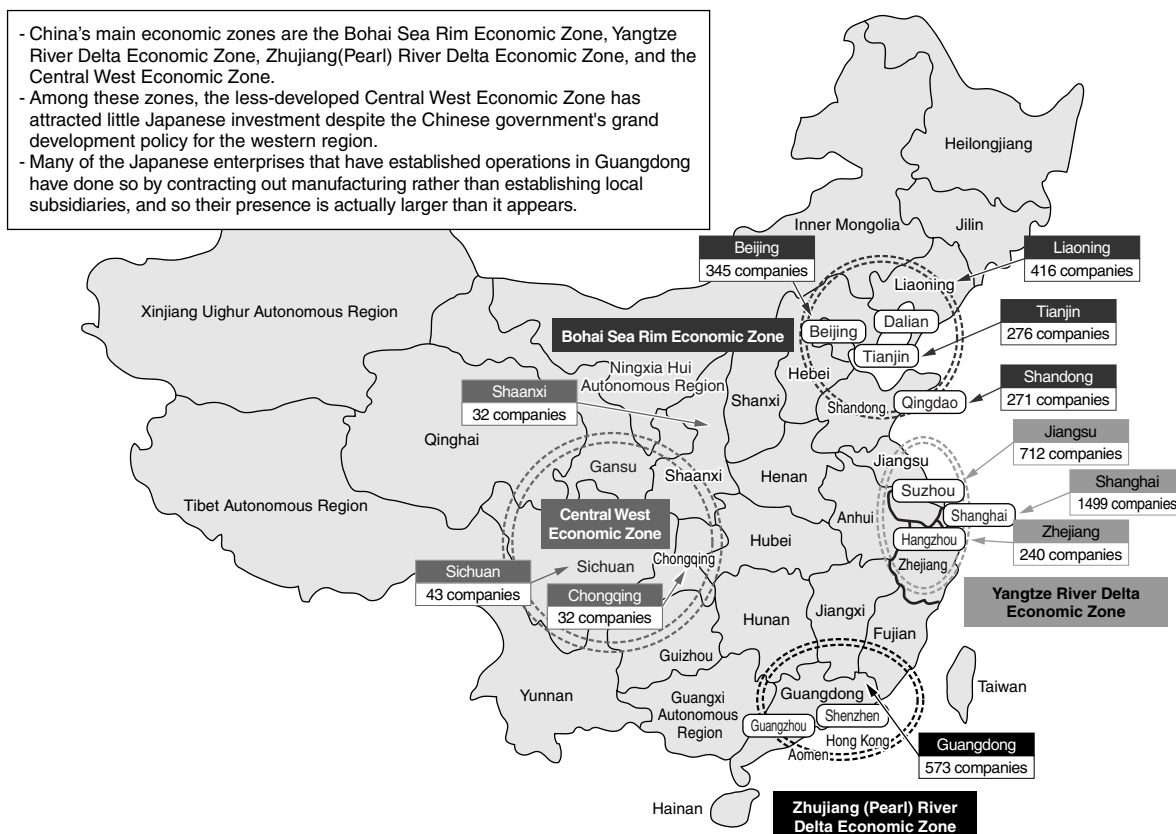 - China's main economic zones are the Bohai Sea Rim Economic Zone, Yangtze
River Delta Economic Zone, Zhujiang(Pearl) River Delta Economic Zone, and the
Central West Economic Zone.
- Among these zones, the less-developed Central West Economic Zone has
attracted little Japanese investment despite the Chinese government's grand
development policy for the western region.
- Many of the Japanese enterprises that have established operations in Guangdong
have done so by contracting out manufacturing rather than establishing local
subsidiaries, and so their presence is actually larger than it appears.
Heilongjiang
Inner Mongolia
Jilin
Beijing
345 companies
Liaoning
416 companies
Liaoning
Xinjiang Uighur Autonomous Region
Tianjin
276 companies
Dalian
Beijing
Bohai Sea Rim Economic Zone
Tianjin
Ningxia Hui
Autonomous Region
Hebei
Shandong
271 companies
Shaanxi
32 companies
Shanxi
Shandong
Qingdao
Qinghai
Jiangsu
712 companies
Gansu
Shaanxi
Henan
Jiangsu
Suzhou
Shanghai
1499 companies
Tibet Autonomous Region
Central West
Economic Zone
Anhui
Shanghai
Hubei
Hangzhou
Zhejiang
240 companies
Chongqing
Sichuan
Zhejiang
Sichuan
43 companies
Chongqing
32 companies
Yangtze River Delta
Economic Zone
Hunan
Jiangxi
Fujian
Guizhou
Yunnan
Guangxi
Autonomous
Region
Guangdong
Taiwan
Guangzhou
Shenzhen
Hong Kong
Aomen
Guangdong
573 companies
Hainan
Zhujiang (Pearl) River
Delta Economic Zone